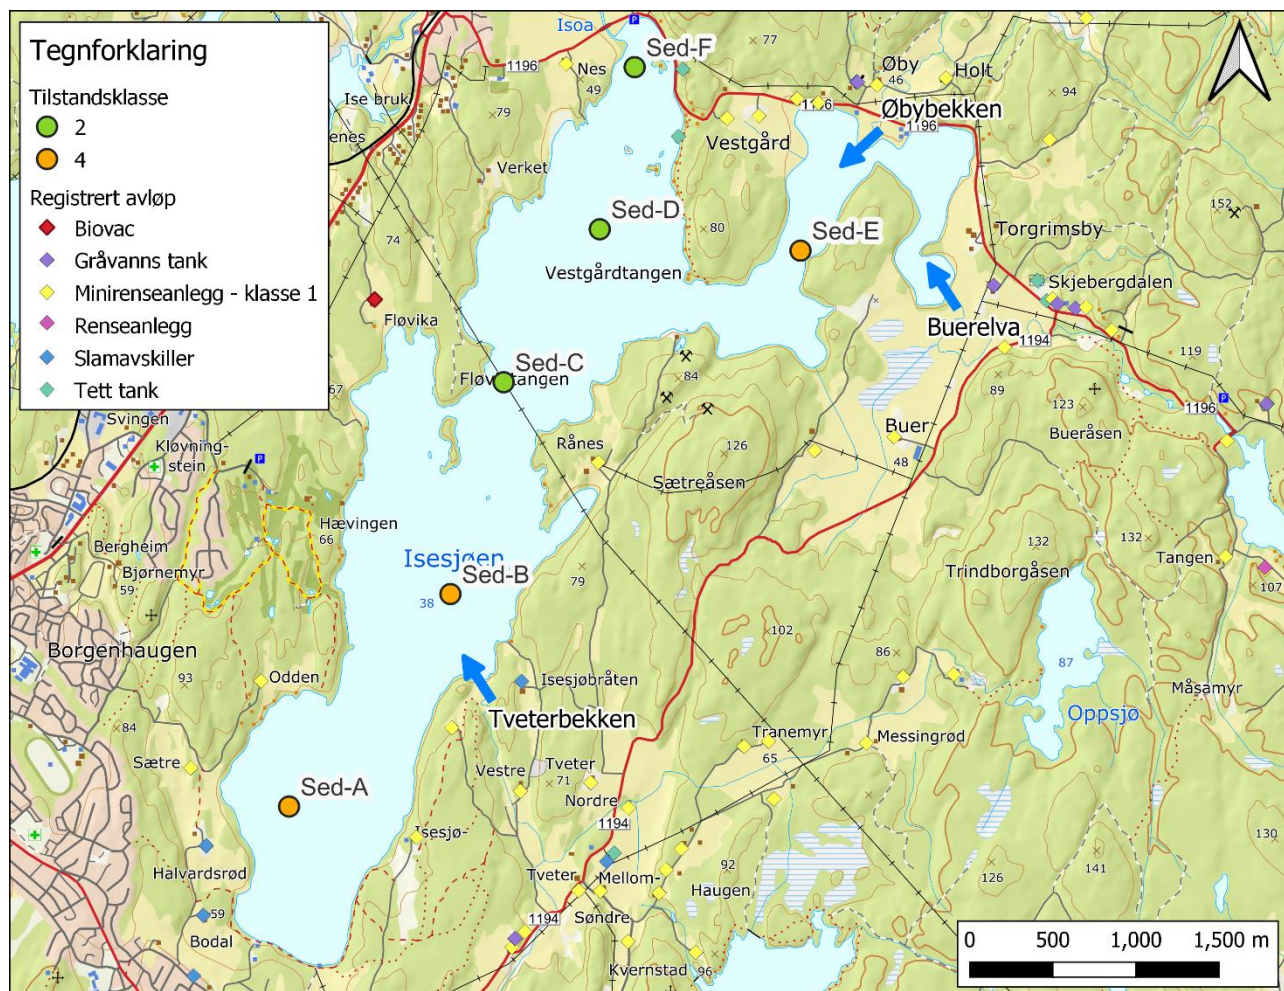 Tegnforklaring
Tilstandsklasse
2
4
Registrert avløp
Biovac
Gråvanns tank
Minirenseanlegg - klasse 1
Renseanlegg
Slamavskiller
Tett tank
Isoa
P
Sed-F
77
Øby
46
Holt
1196
Nes
49
Ise bruk
79
94
Øbybekken
1196
enes
Vestgård
Verket
152
Sed-D
80
Sed-E
Torgrimsby
74
Vestgårdtangen
Skjebergdalen
Fløvika
Buerelva
1194
119
Sed-C
67
84
89
123
P
1196
Svingen
Bueråsen
Kløvning-
stein
P
Rånes
126
Buer
48
Sætreåsen
Hævingen
66
Bergheim
Isesjøen
132
132
Tangen
Bjørnemyr
59
Sed-B
79
Trindborgåsen
107
38
102
Borgenhaugen
86
87
Odden
93
Isesjøbråten
Måsamyr
Oppsjø
84
Tveterbekken
Tranemyr
65
Messingrød
Sætre
Vestre
Tveter
71
Sed-A
Nordre
1194
Isesjø-
130
Halvardsrød
92
141
Tveter
Mellom-
Haugen
126
59
Søndre
Bodal
1194
Kvernstad
96
0
500
1,000
1,500 m